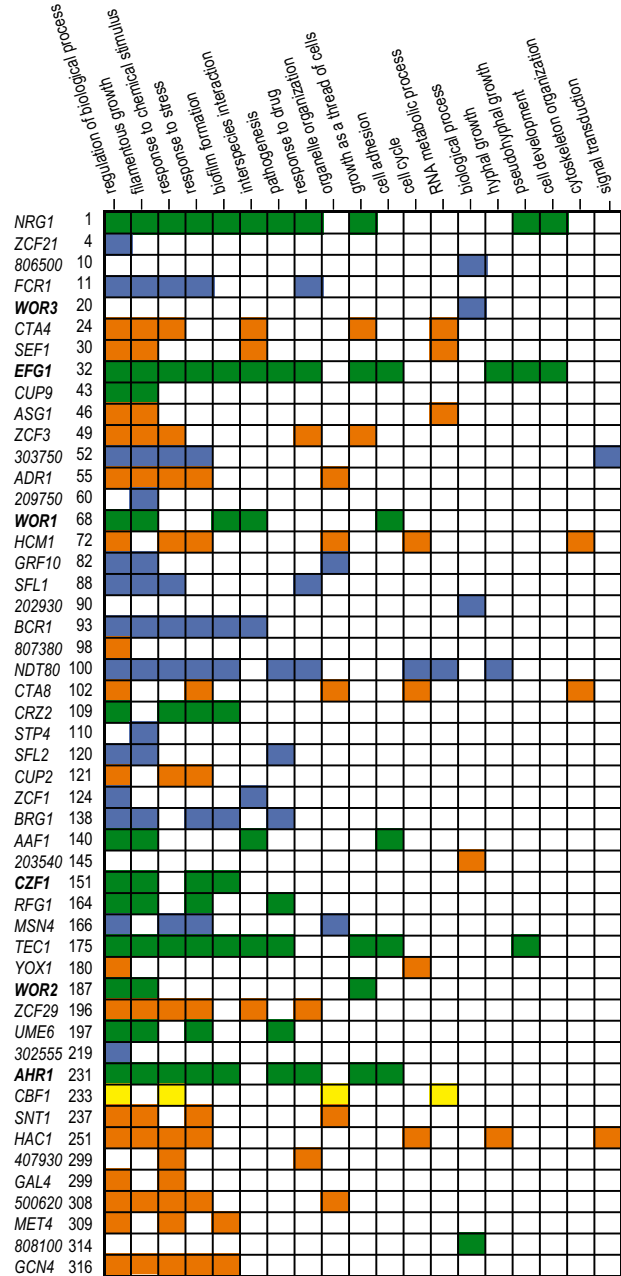 regulation of biological process
filamentous growth
response to chemical stimulus
response to stress
biofilm formation
interspecies interaction
pathogenesis
response to drug
organelle organization
growth as a thread of cells
cell adhesion
cell cycle
RNA metabolic process
biological process
hyphal growth
pseudohyphal growth
cell development
cytoskeleton organization
signal transduction
NRG1 1
ZCF21 4
806500 10
FCR1 11
WOR3 20
CTA4 24
SEF1 30
EFG1 32
CUP9 43
ASG1 46
ZCF3 49
303750 52
ADR1 55
209750 60
WOR1 68
HCM1 72
GRF10 82
SFL1 88
202930 90
BCR1 93
807380 98
NDT80 100
CTA8 102
CRZ2 109
STP4 110
SFL2 120
CUP2 121
ZCF1 124
BRG1 138
AAF1 140
203540 145
CZF1 151
RFG1 164
MSN4 166
TEC1 175
YOX1 180
WOR2 187
ZCF29 196
UME6 197
302555 219
AHR1 231
CBF1 233
SNT1 237
HAC1 251
407930 299
GAL4 299
500620 308
MET4 309
808100 314
GCN4 316